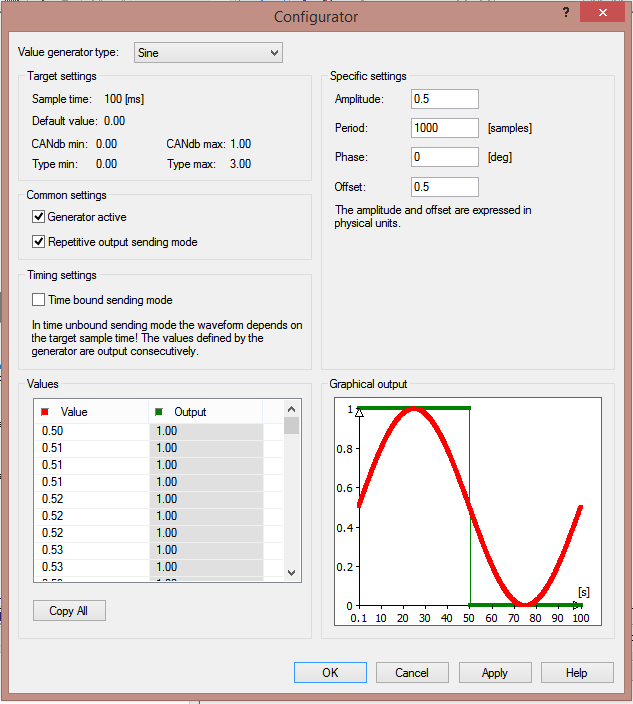 Configurator
?
Value generator type: Sine
Target settings
Sample time: 100 [ms]
Default value: 0.00
CANdb min: 0.00 CANdb max: 1.00
Type min: 0.00 Type max: 3.00
Common settings
Generator active
Repetitive output sending mode
Timing settings
Time bound sending mode
In time unbound sending mode the waveform depends on
the target sample time! The values defined by the
generator are output consecutively.
Specific settings
Amplitude: 0.5
Period: 1000 [samples]
Phase: 0 [deg]
Offset: 0.5
The amplitude and offset are expressed in
physical units.
Values
Value Output
0.50 1.00
0.51 1.00
0.51 1.00
0.51 1.00
0.52 1.00
0.52 1.00
0.52 1.00
0.53 1.00
0.53 1.00
Copy All
Graphical output
1
0.8
0.6
0.4
0.2
0
[s]
0.1 10 20 30 40 50 60 70 80 90 100
OK Cancel Apply Help